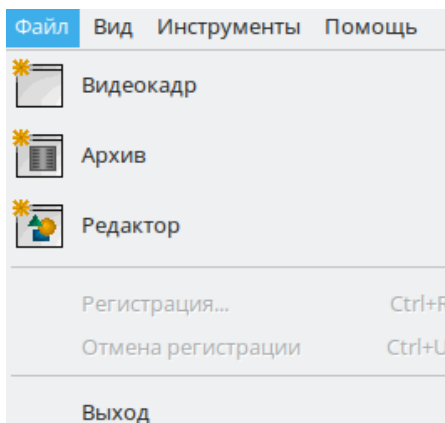 Файл Вид Инструменты Помощь
Видеокадр
Архив
Редактор
Регистрация... Ctrl+R
Отмена регистрации Ctrl+U
Выход